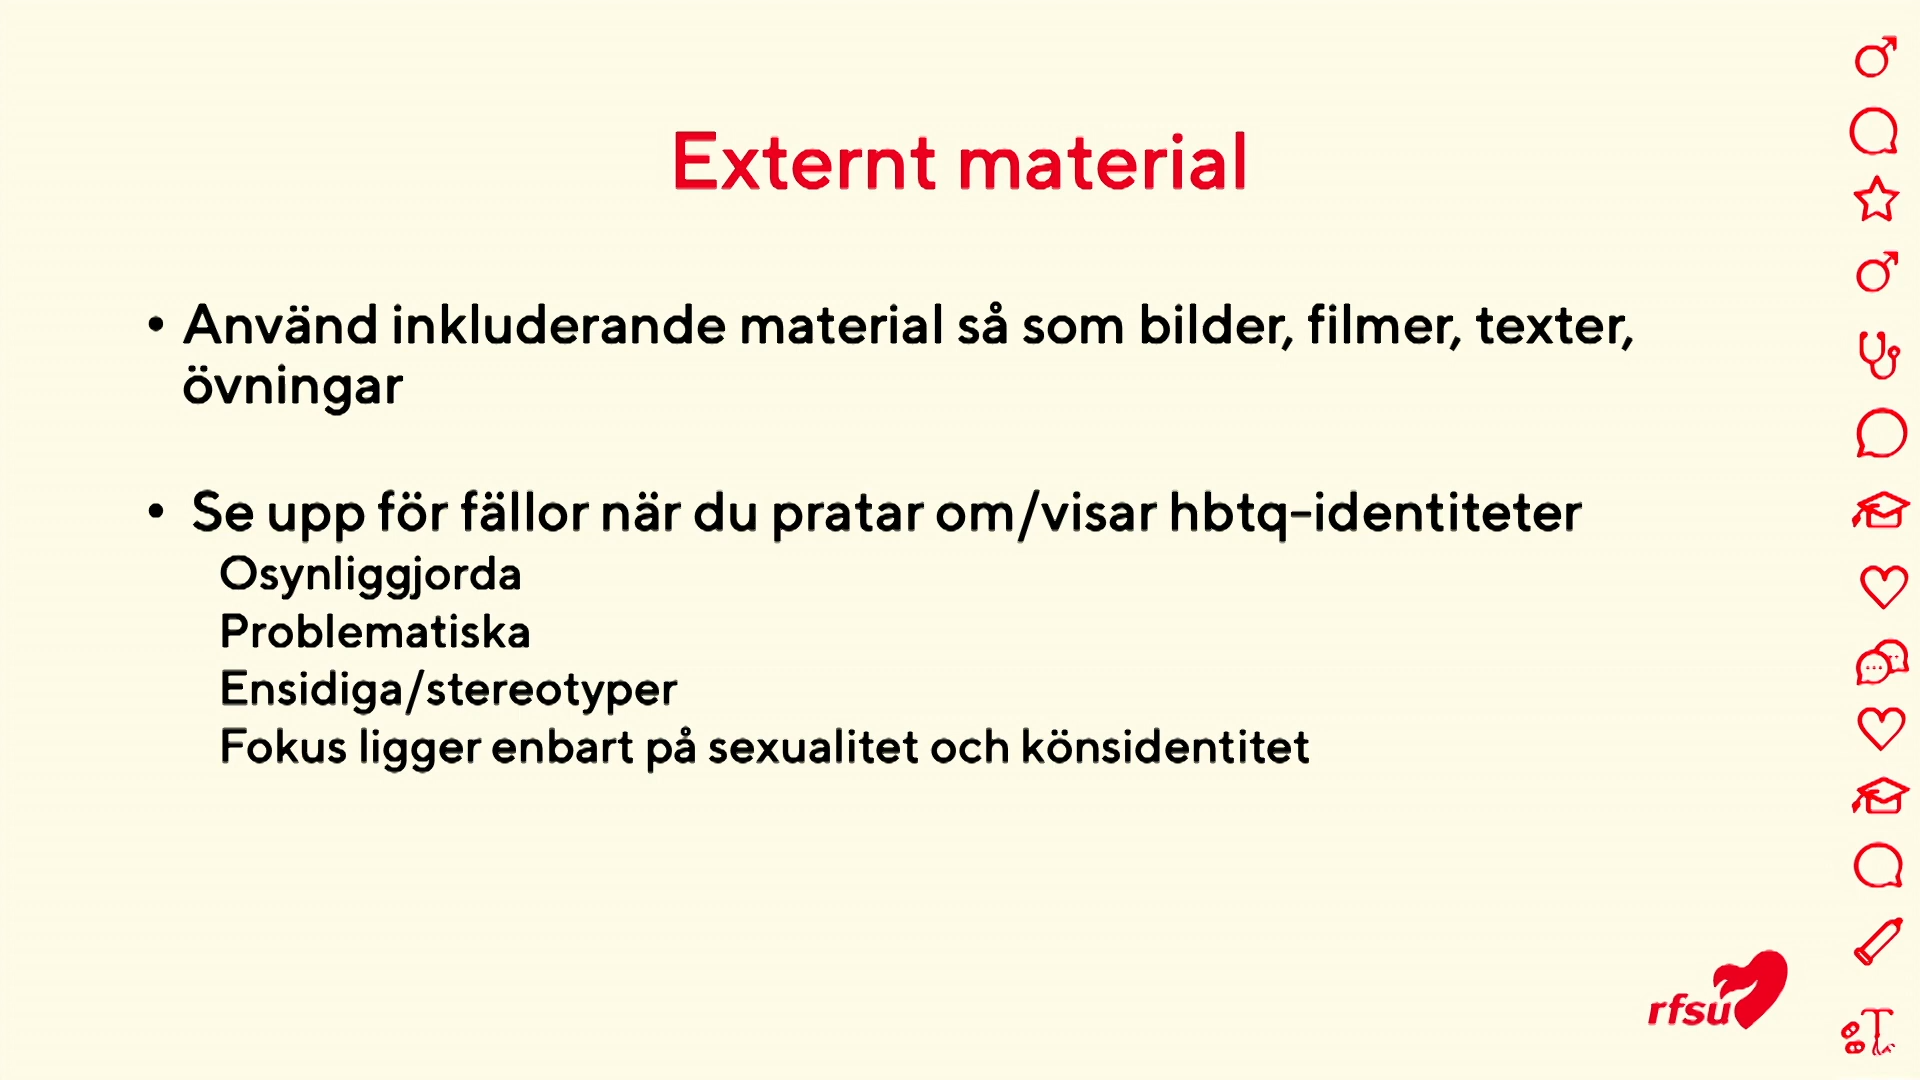 Externt material
• Använd inkluderande material så som bilder, filmer, texter,
övningar
• Se upp för fällor när du pratar om/visar hbtq-identiteter
Osynliggjorda
Problematiska
Ensidiga/stereotyper
Fokus ligger enbart på sexualitet och könsidentitet
rfsu